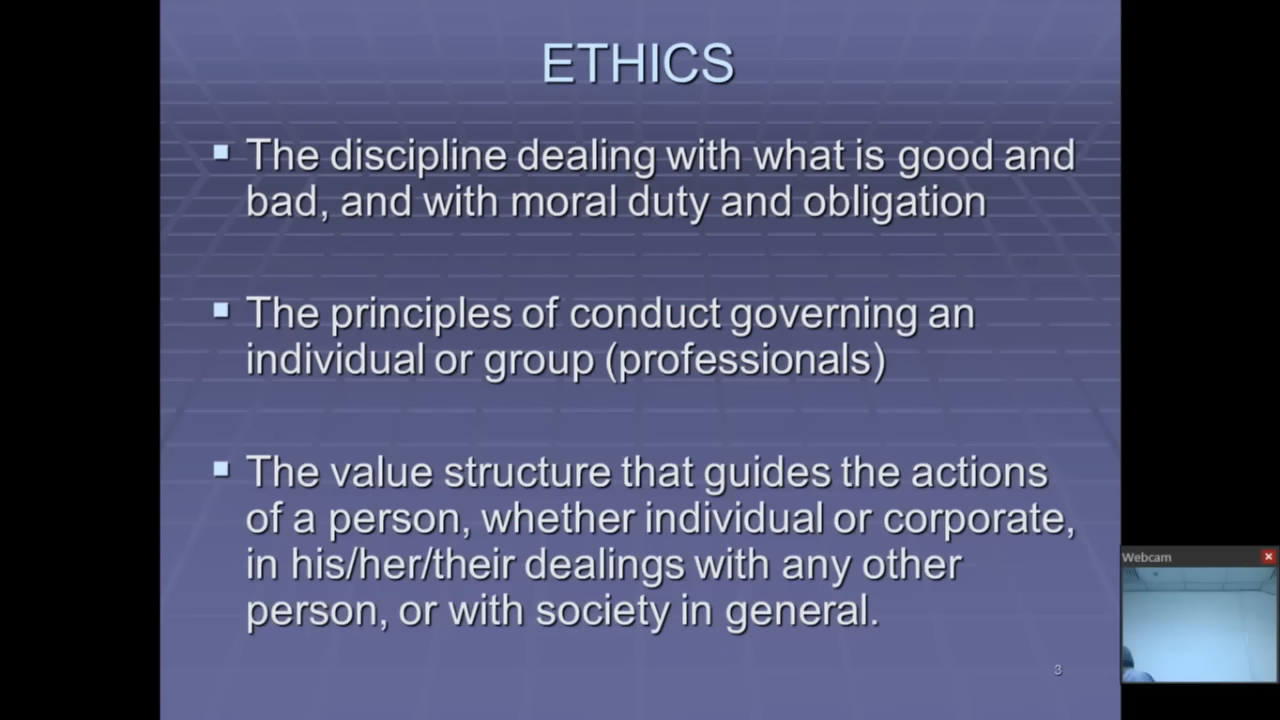 ETHICS
The discipline dealing with what is good and
bad, and with moral duty and obligation
The principles of conduct governing an
individual or group (professionals)
The value structure that guides the actions
of a person, whether individual or corporate,
in his/her/their dealings with any other
person, or with society in general.
3
Webcam